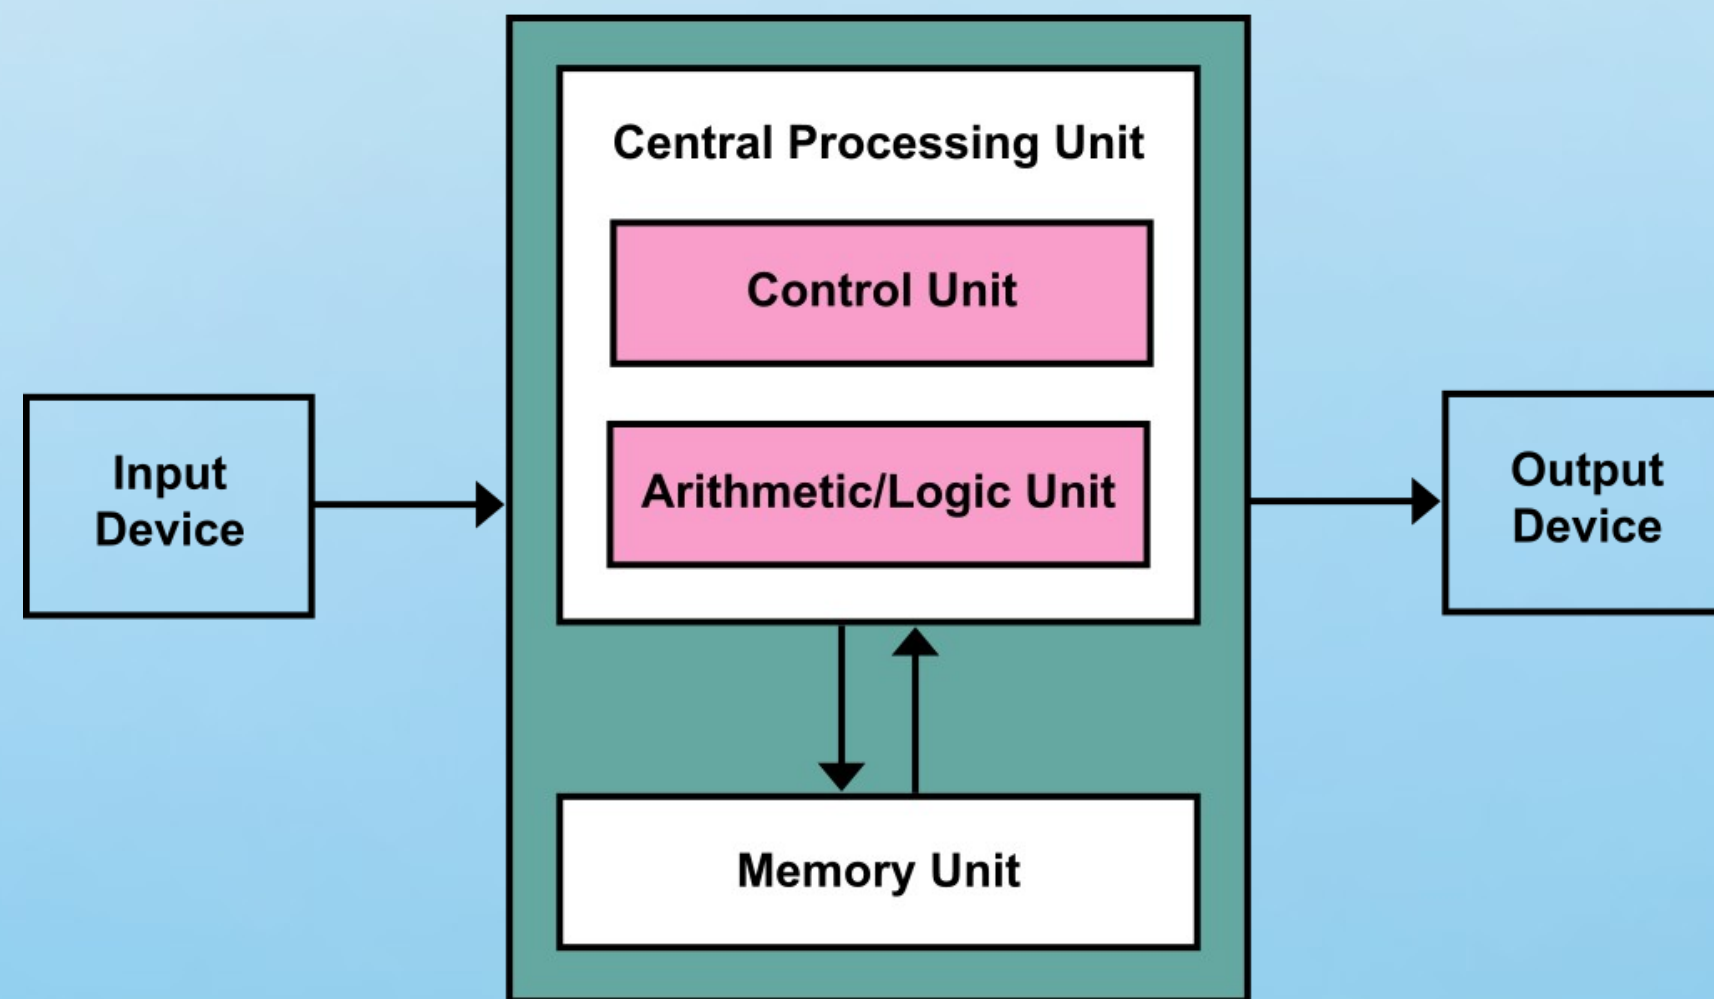 Central Processing Unit
Control Unit
Arithmetic/Logic Unit
Input
Device
Output
Device
Memory Unit